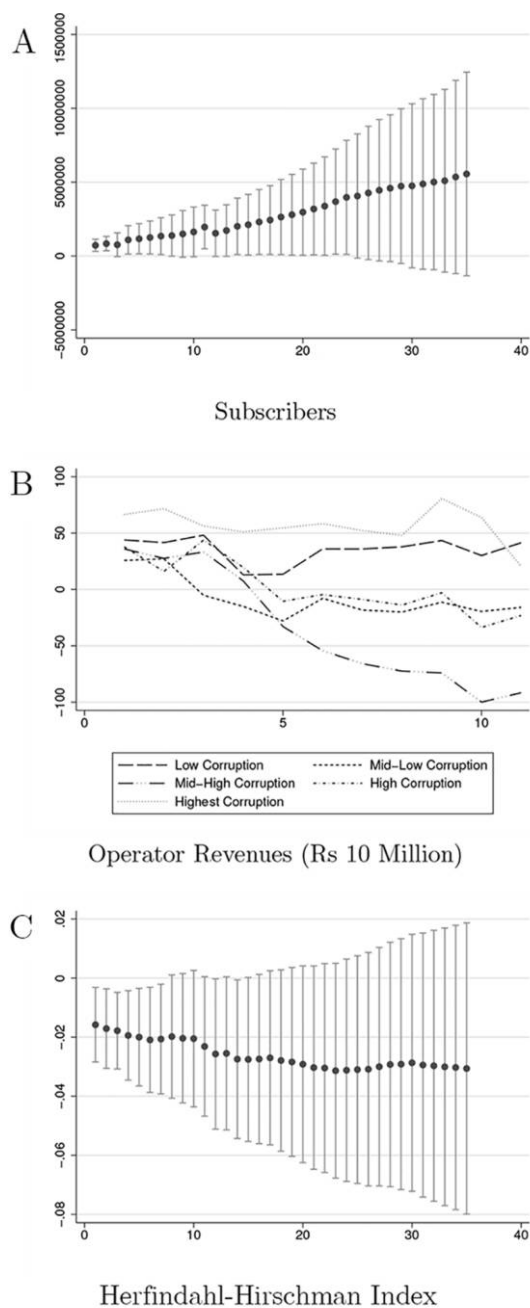 A
15000000
10000000
5000000
0
−5000000
0 10 20 30 40
Subscribers
B
100
50
0
−50
−100
0 5 10
Low Corruption Mid−Low Corruption
Mid−High Corruption High Corruption
Highest Corruption
Operator Revenues (Rs 10 Million)
C
.02
0
−.02
−.04
−.06
−.08
0 10 20 30 40
Herfindahl-Hirschman Index